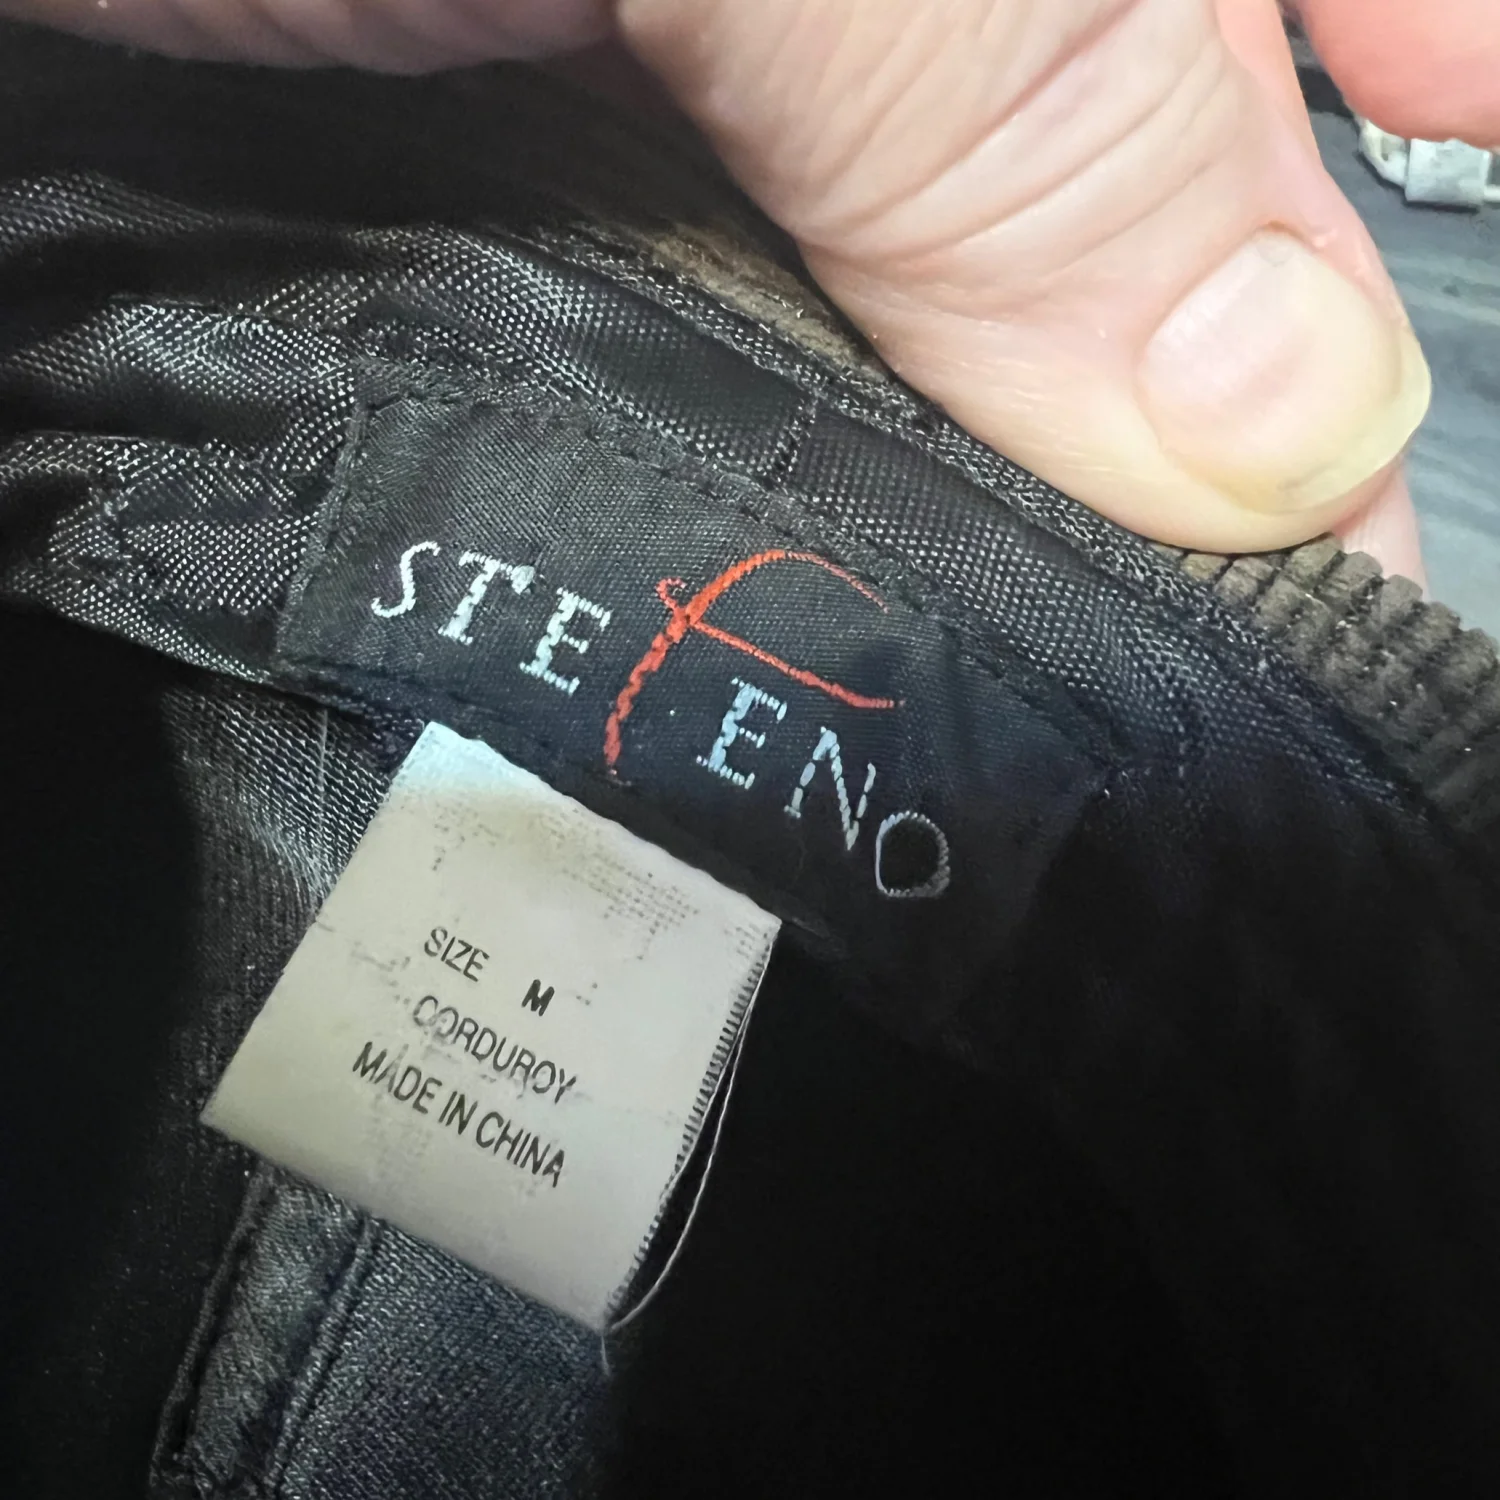 STEfENO
SIZE M
CORDUROY
MADE IN CHINA